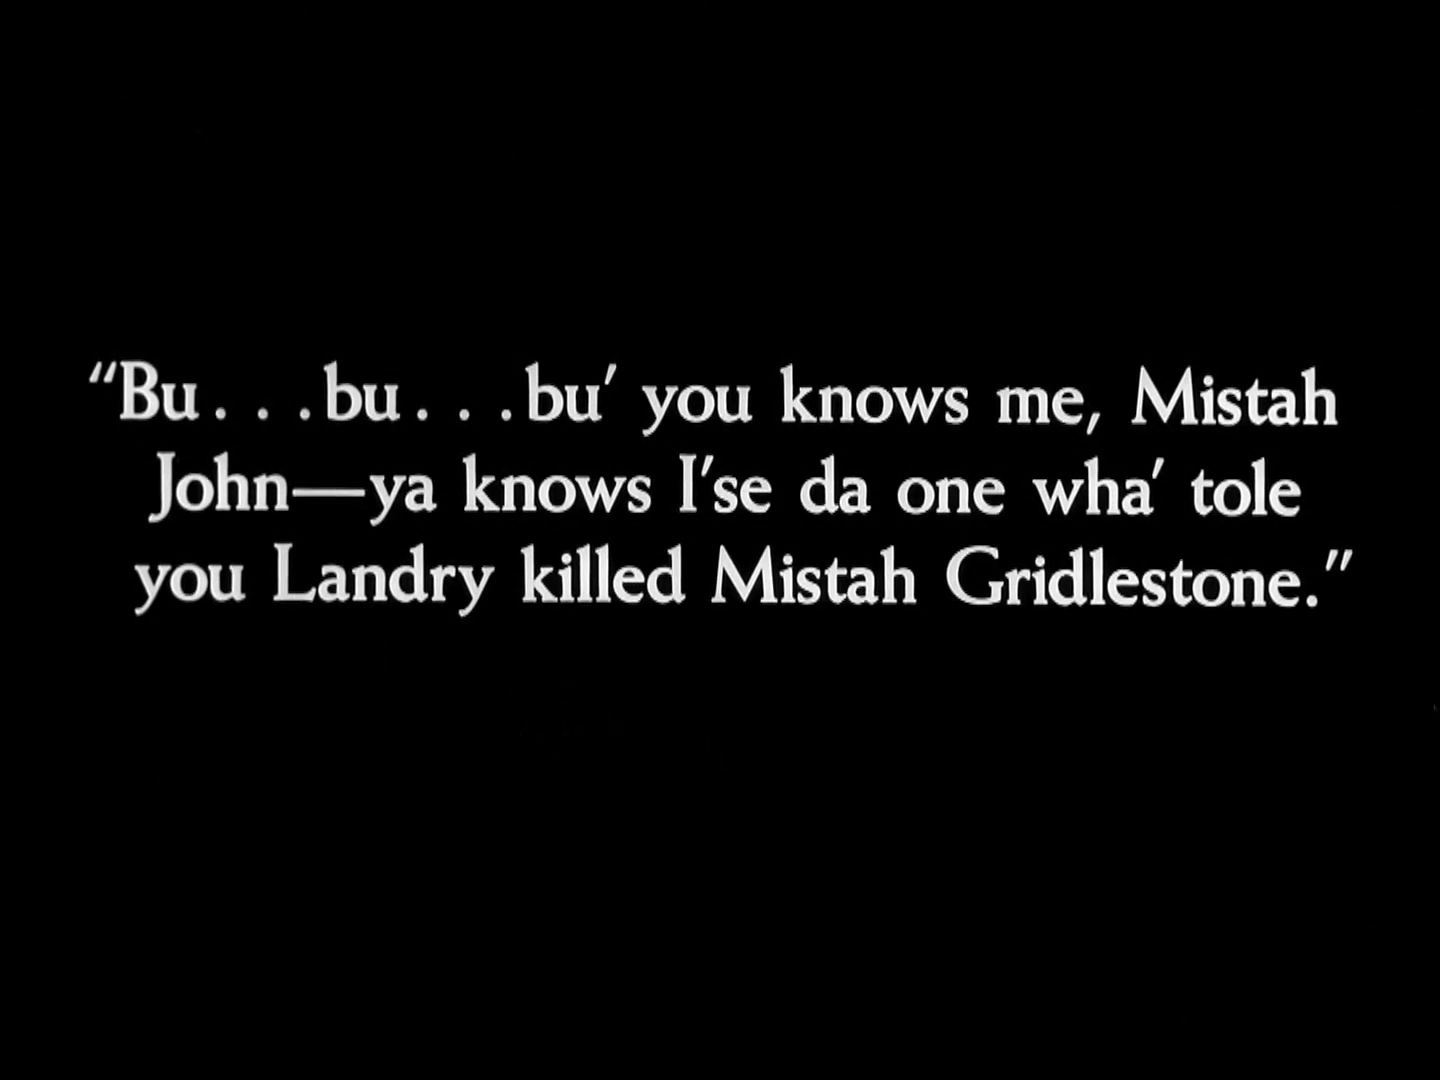 “Bu. . .bu. . .bu’ you knows me, Mistah
John—ya knows I’se da one wha’ tole
you Landry killed Mistah Gridlestone.”